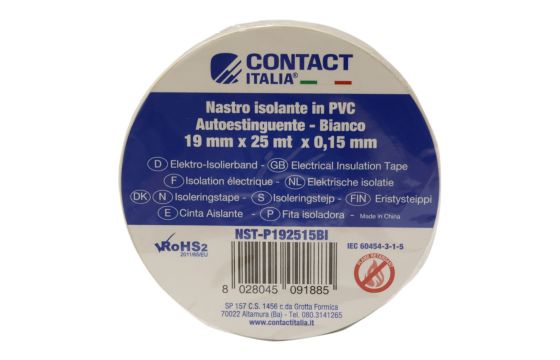 CONTACT
ITALIA®
Nastro isolante in PVC
Autoestinguente - Bianco
19 mm x 25 mt x 0,15 mm
D Elektro-Isolierband - GB Electrical Insulation Tape
F Isolation électrique - NL Elektrische isolatie
DK N Isoleringstape - S Isoleringstejp - FIN Eristysteippi
E Cinta Aislante - P Fita isoladora - Made in China
NST-P192515BI
RoHS2
2011/65/EU
IEC 60454-3-1-5
FLAME RETARDANT
8 028045 091885
SP 157 C.S. 1456 c.da Grotta Formica
70022 Altamura (Ba) - Tel. 080.3141265
www.contactitalia.it